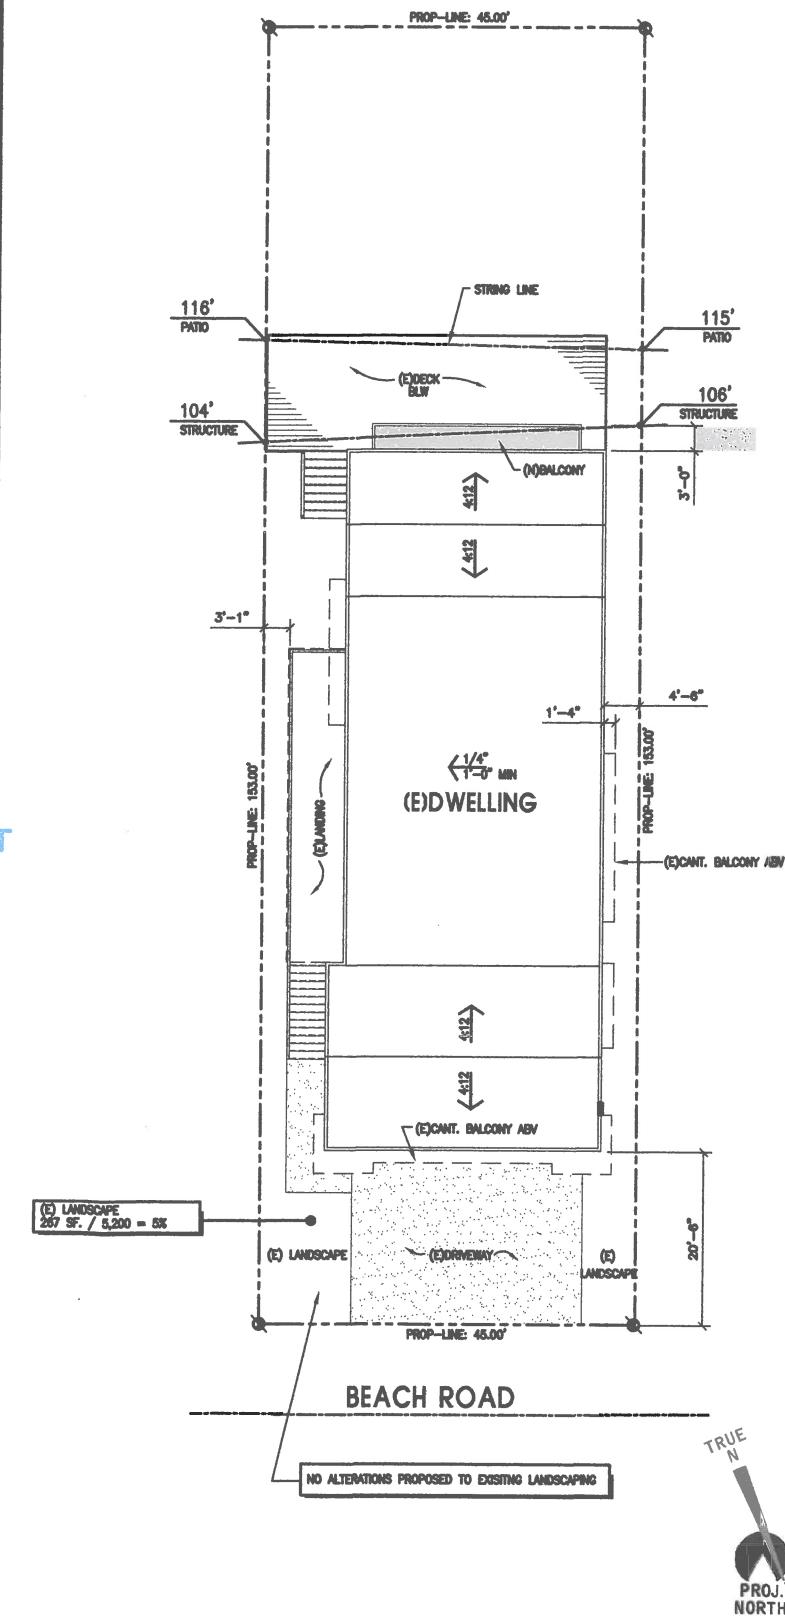 PROP-LINE: 45.00'
STRING LINE
116'
PATIO
115'
PATIO
(E)DECK
BLW
106'
STRUCTURE
104'
STRUCTURE
(N)BALCONY
3'-0"
4:12
4:12
3'-1"
4'-6"
1'-4"
1/4"
1'-0" MIN
(E)DWELLING
PROP-LINE: 153.00'
PROP-LINE: 153.00'
(E)LANDING
(E)CANT. BALCONY ABV
4:12
4:12
(E)CANT. BALCONY ABV
(E) LANDSCAPE
267 SF. / 5,200 = 5%
20'-6"
(E) LANDSCAPE
(E)DRIVEWAY
(E)
LANDSCAPE
PROP-LINE: 45.00'
BEACH ROAD
NO ALTERATIONS PROPOSED TO EXISITNG LANDSCAPING
TRUE
N
PROJ.
NORTH